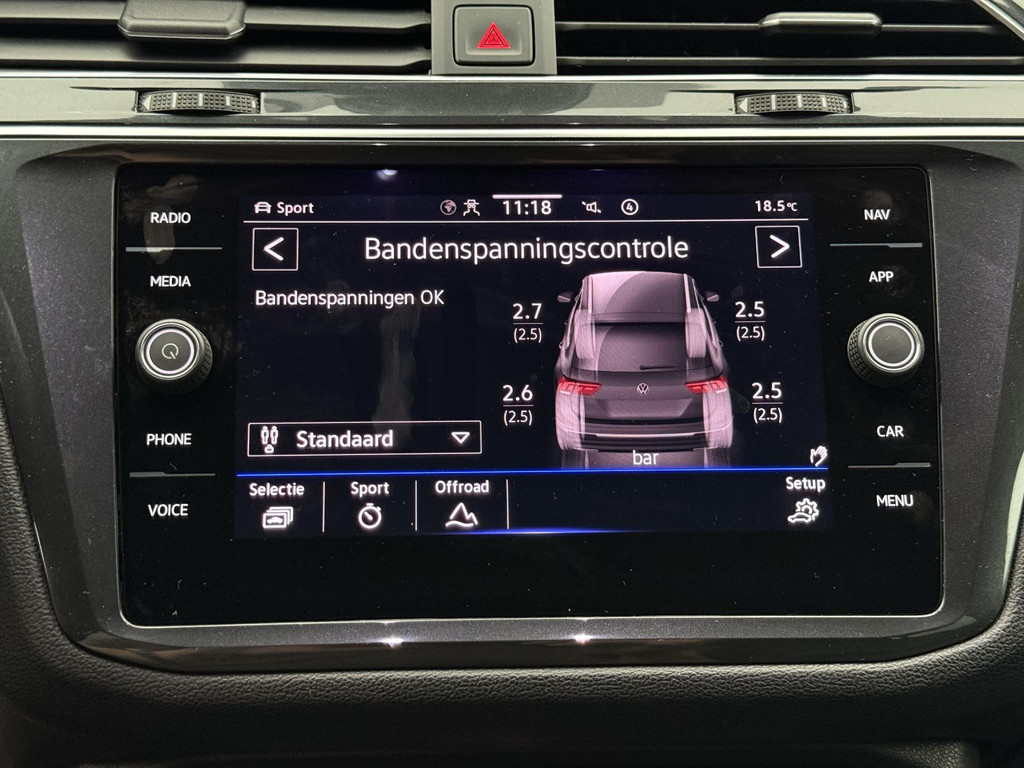 RADIO
MEDIA
PHONE
VOICE
Sport
11:18
4
18.5°C
<
Bandenspanningscontrole
>
Bandenspanningen OK
2.7
(2.5)
2.5
(2.5)
2.6
(2.5)
2.5
(2.5)
Standaard
bar
Selectie
Sport
Offroad
Setup
NAV
APP
CAR
MENU